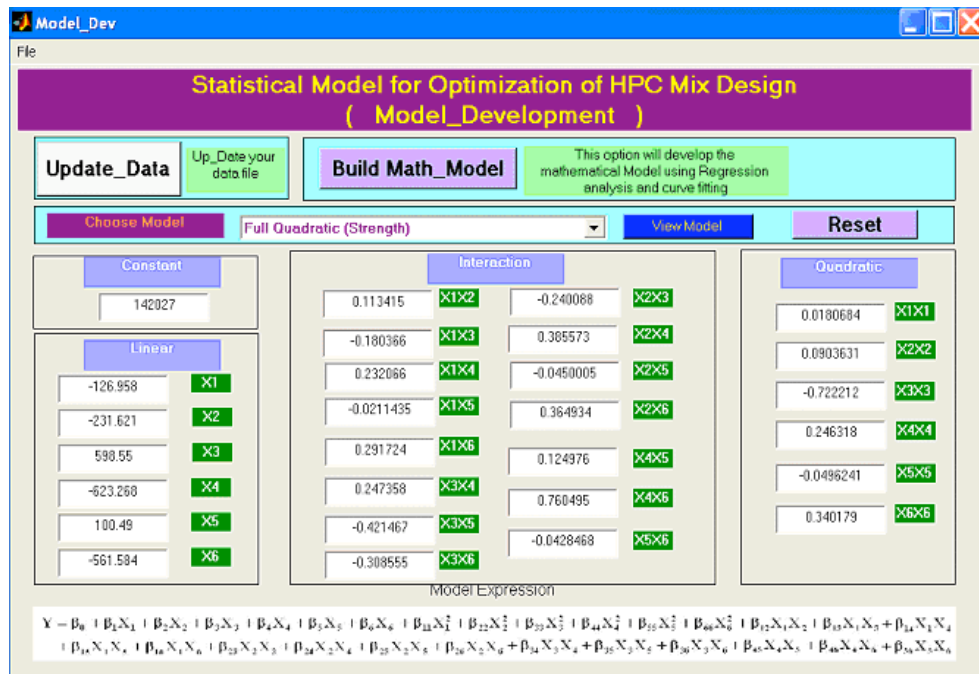 Model_Dev
File
Statistical Model for Optimization of HPC Mix Design
( Model_Development )
Update_Data
Up_Date your
data file
Build Math_Model
This option will develop the
mathematical Model using Regression
analysis and curve fitting
Choose Model
Full Quadratic (Strength)
View Model
Reset
Constant
142027
Linear
-126.958 X1
-231.621 X2
598.55 X3
-623.268 X4
100.49 X5
-561.584 X6
Interaction
0.113415 X1X2
-0.180366 X1X3
0.232066 X1X4
-0.0211435 X1X5
0.291724 X1X6
0.247358 X3X4
-0.421467 X3X5
-0.308555 X3X6
-0.240088 X2X3
0.385573 X2X4
-0.0450005 X2X5
0.364934 X2X6
0.124976 X4X5
0.760495 X4X6
-0.0428468 X5X6
Quadratic
0.0180684 X1X1
0.0903631 X2X2
-0.722212 X3X3
0.246318 X4X4
-0.0496241 X5X5
0.340179 X6X6
Model Expression